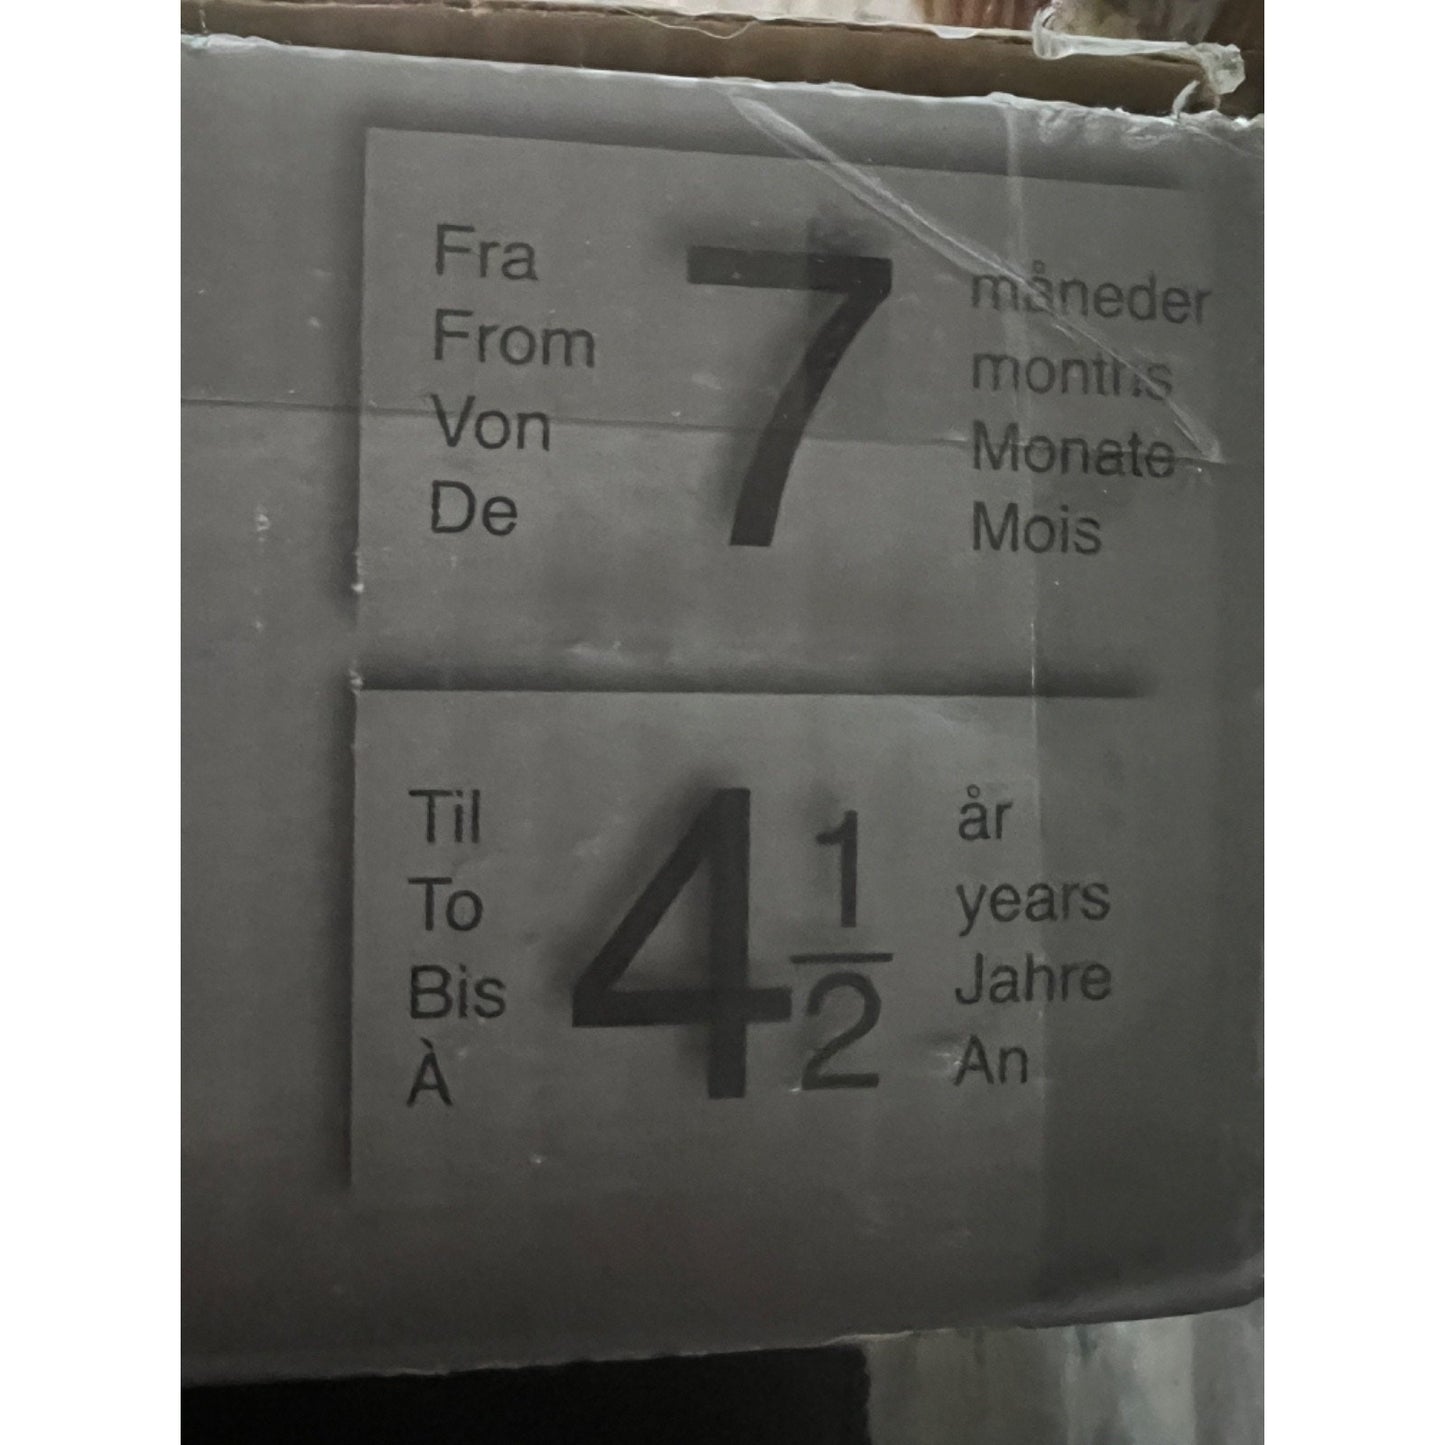 Fra 7 måneder
From months
Von Monate
De Mois
Til 4 1/2 år
To years
Bis Jahre
À An